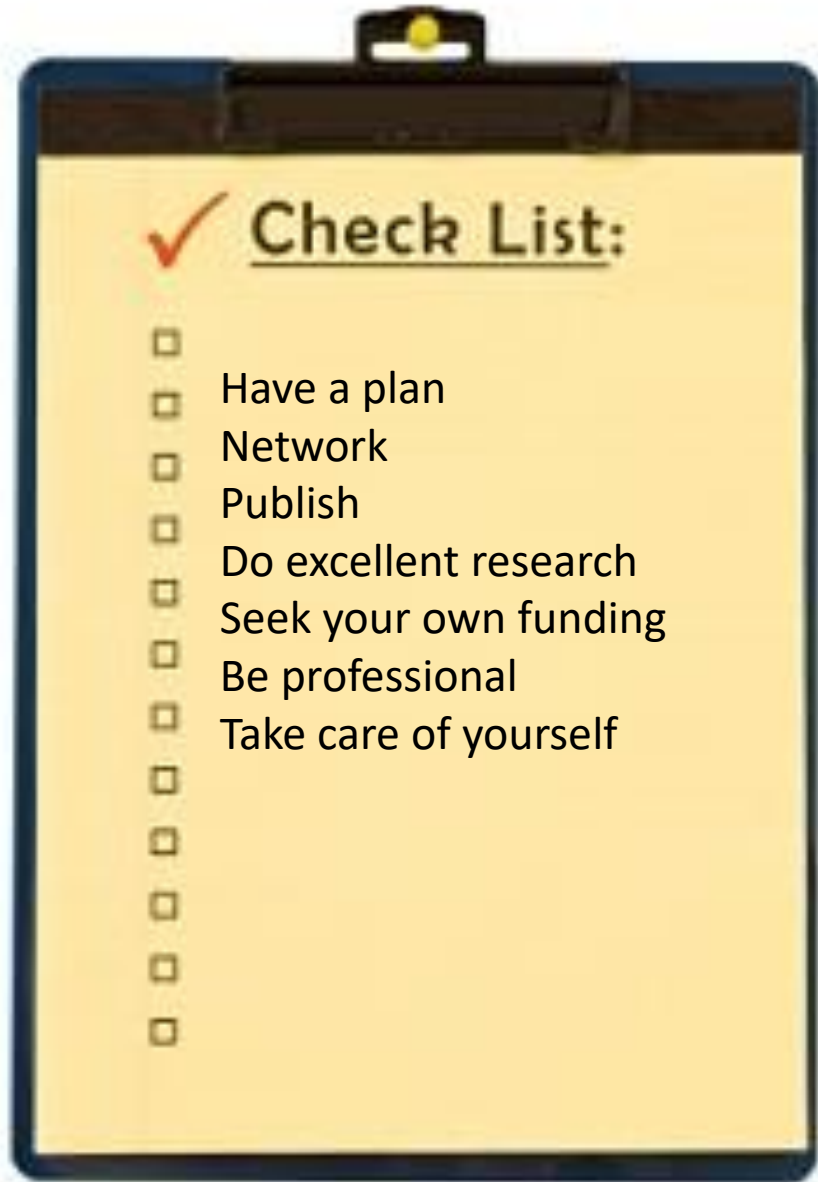 Check List:
Have a plan
Network
Publish
Do excellent research
Seek your own funding
Be professional
Take care of yourself